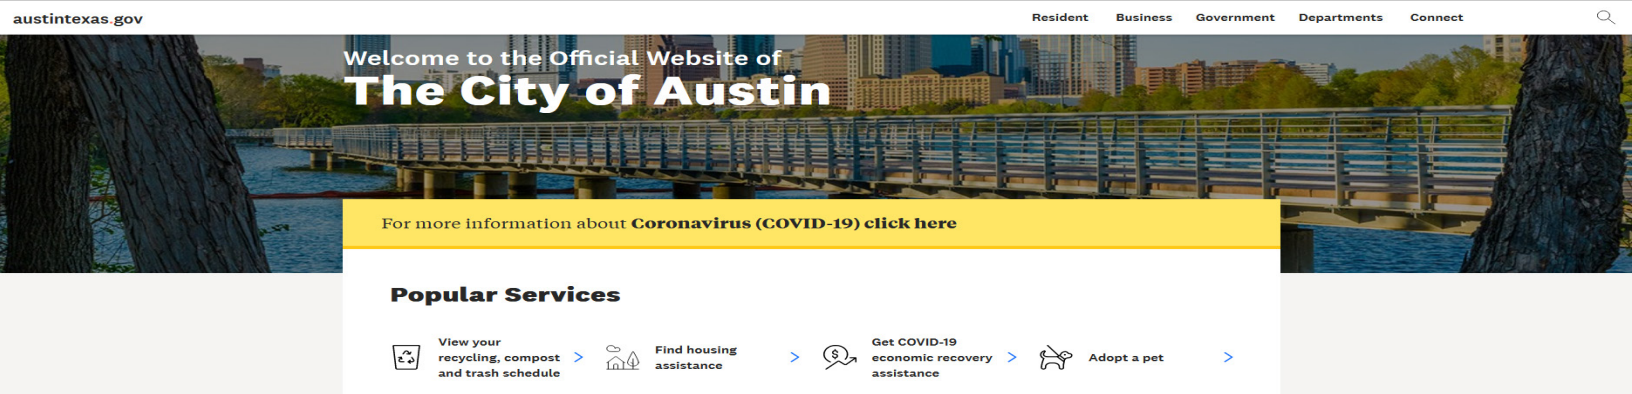 austintexas.gov
Resident Business Government Departments Connect
Welcome to the Official Website of
The City of Austin
For more information about Coronavirus (COVID-19) click here
Popular Services
View your
recycling, compost
and trash schedule
Find housing
assistance
Get COVID-19
economic recovery
assistance
Adopt a pet